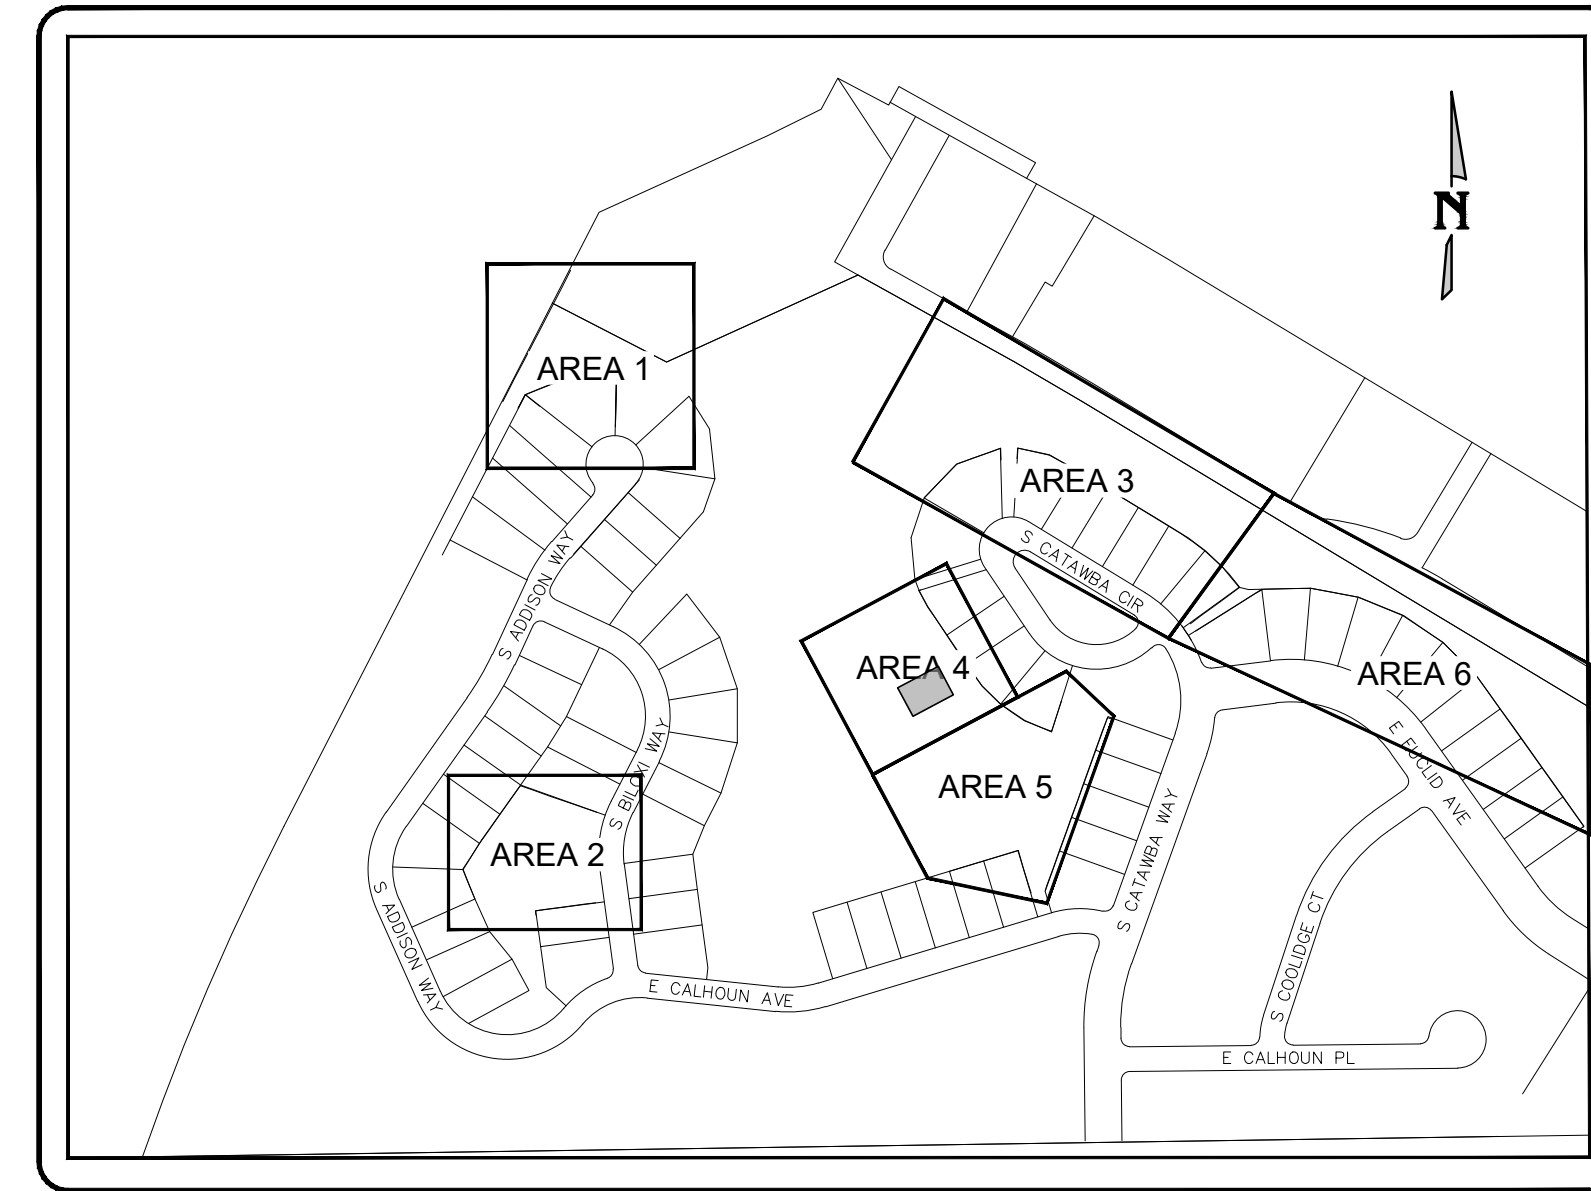 N
AREA 1
AREA 3
S CATAWBA CIR
S ADDISON WAY
AREA 4
AREA 6
S BILOXI WAY
E EUCLID AVE
AREA 5
AREA 2
S CATAWBA WAY
S ADDISON WAY
S COOLIDGE CT
E CALHOUN AVE
E CALHOUN PL